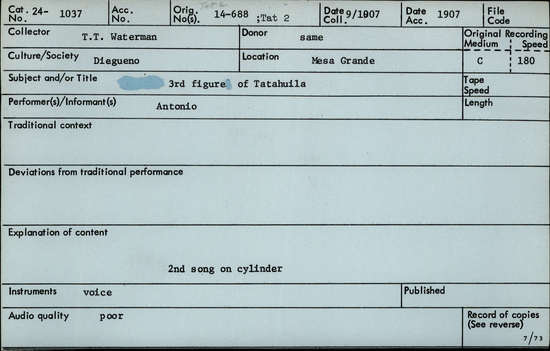 Cat. 24- 1037 Acc. Orig. 14-688 ;Tat 2 Date 9/1907 Date 1907 File
No. No. No(s). Coll. Acc. Code
Collector T.T. Waterman Donor same Original Recording
Medium Speed
Culture/Society Diegueno Location Mesa Grande C 180
Subject and/or Title 3rd figure of Tatahuila Tape
Speed
Performer(s)/Informant(s) Antonio Length
Traditional context
Deviations from traditional performance
Explanation of content
2nd song on cylinder
Instruments voice Published
Audio quality poor Record of copies
(See reverse)
7/73